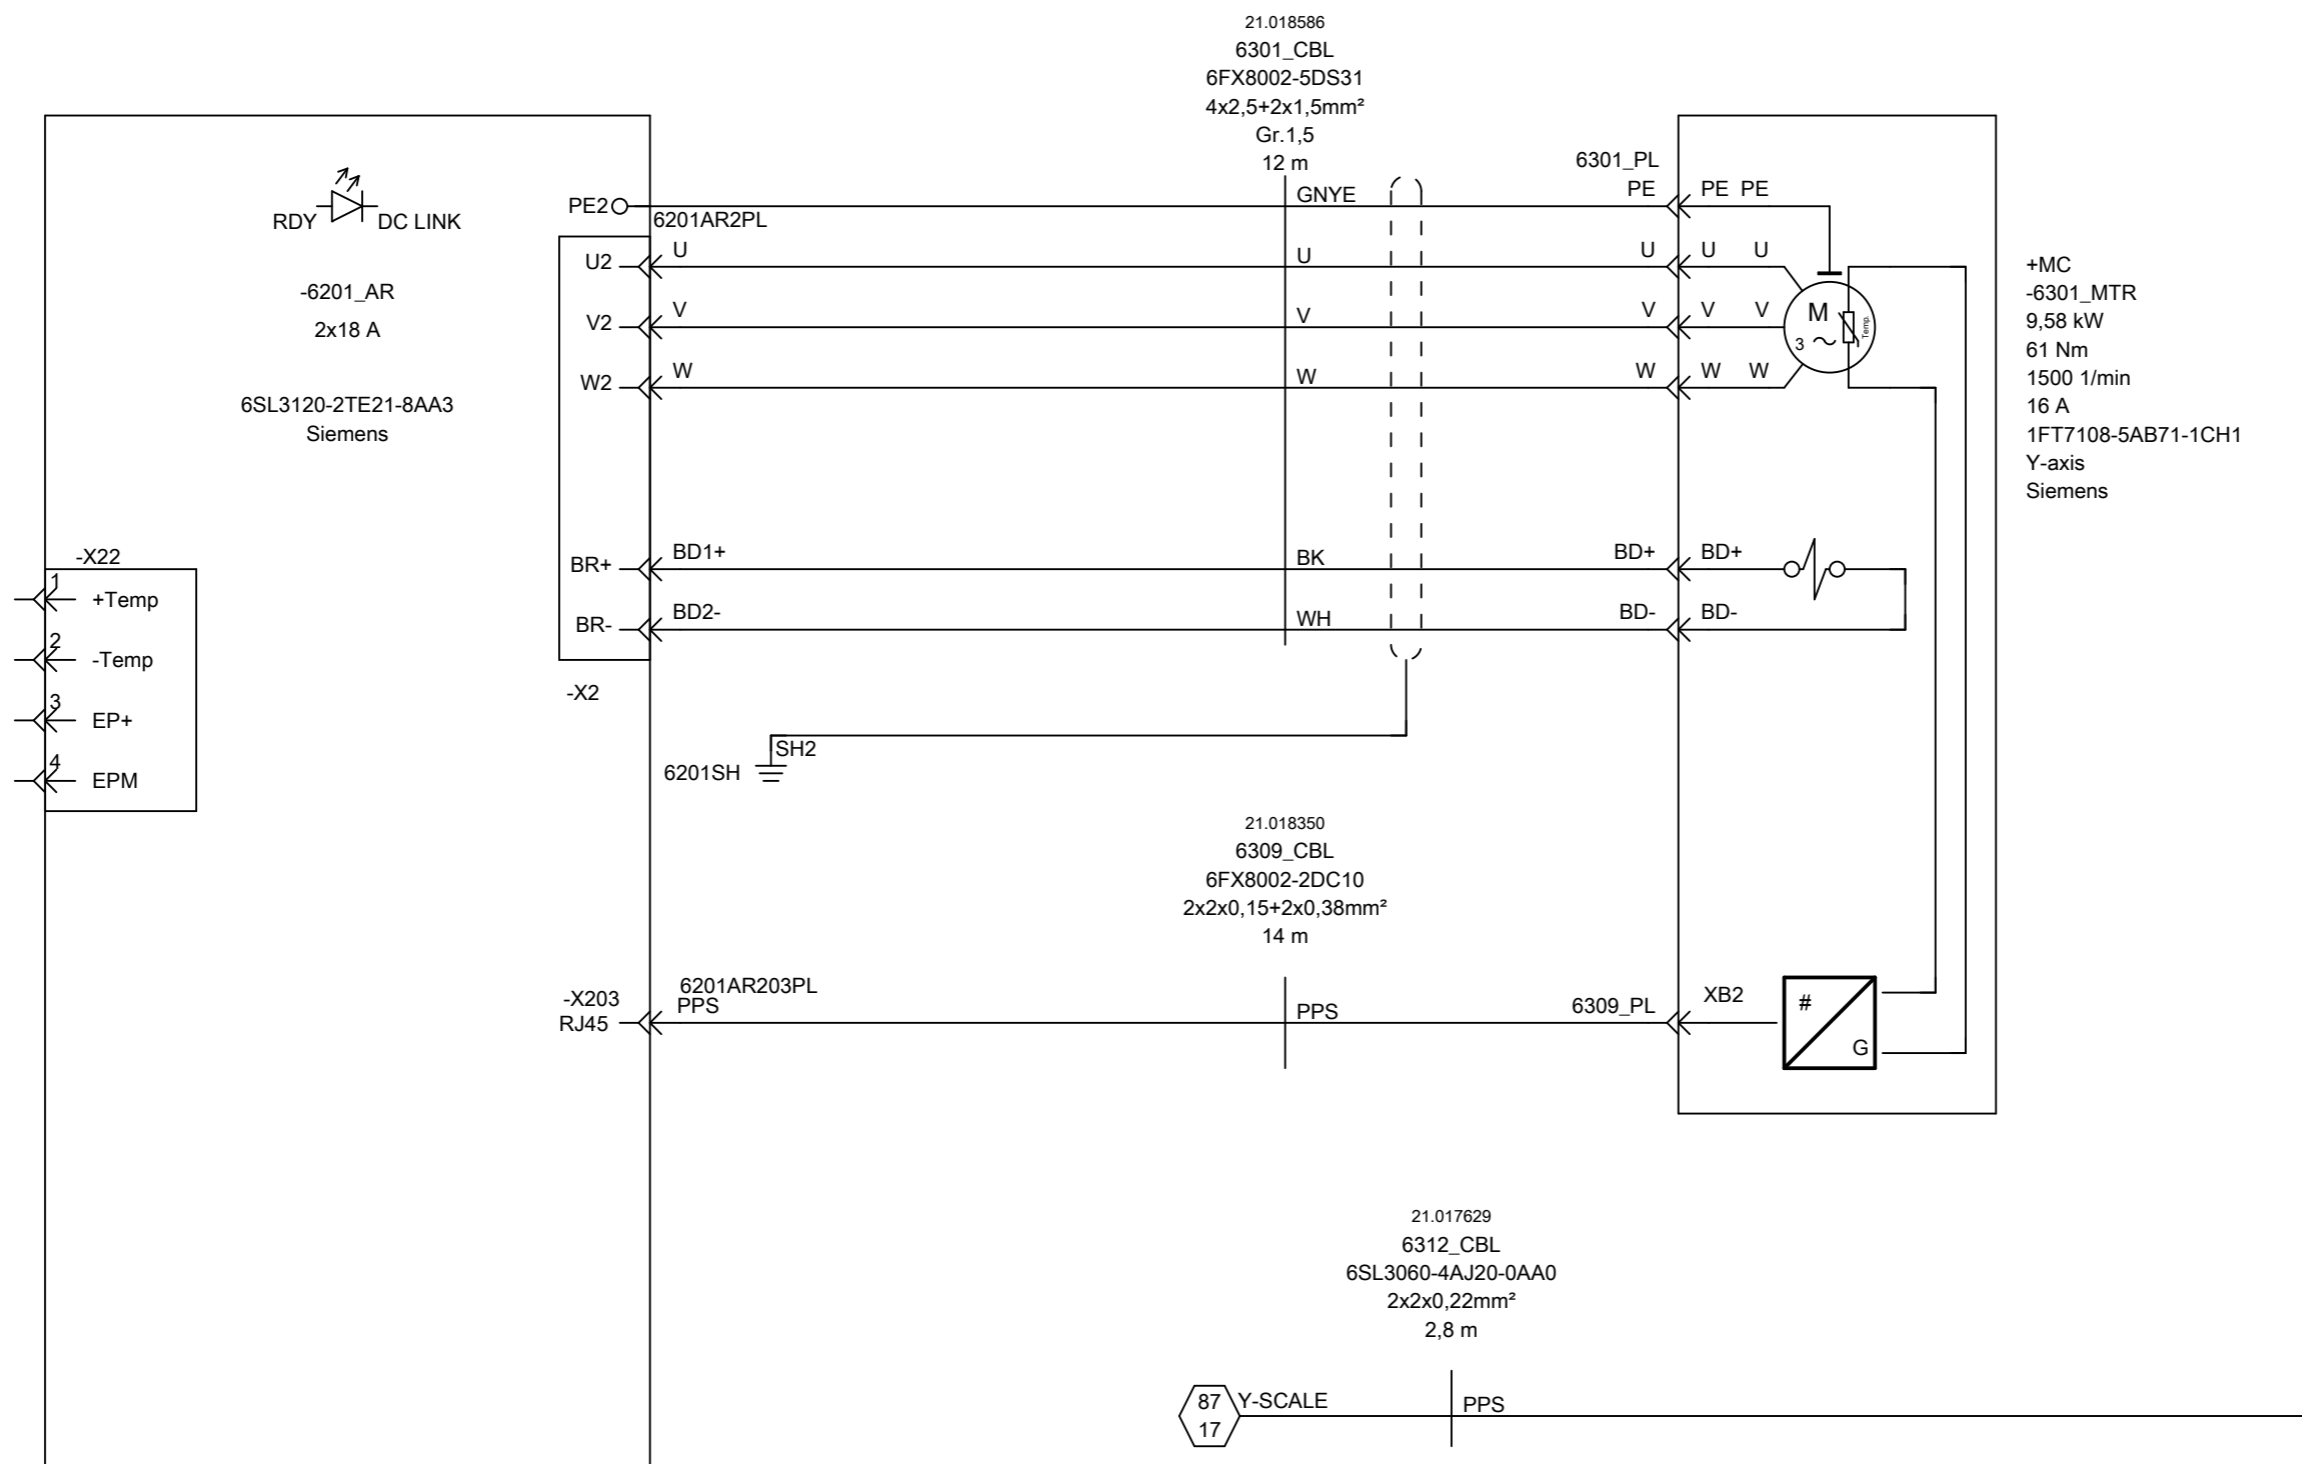 21.018586
6301_CBL
6FX8002-5DS31
4x2,5+2x1,5mm²
Gr.1,5
12 m
6301_PL
PE2
6201AR2PL
GNYE
PE
PE
PE
RDY
DC LINK
U2
U
U
U
U
U
-6201_AR
2x18 A
V2
V
V
V
V
V
W2
W
W
W
W
W
M
3
Temp.
6SL3120-2TE21-8AA3
Siemens
+MC
-6301_MTR
9,58 kW
61 Nm
1500 1/min
16 A
1FT7108-5AB71-1CH1
Y-axis
Siemens
-X22
1
+Temp
2
-Temp
3
EP+
4
EPM
BR+
BD1+
BK
BD+
BD+
BR-
BD2-
WH
BD-
BD-
-X2
SH2
6201SH
21.018350
6309_CBL
6FX8002-2DC10
2x2x0,15+2x0,38mm²
14 m
-X203
RJ45
6201AR203PL
PPS
PPS
6309_PL
XB2
#
G
21.017629
6312_CBL
6SL3060-4AJ20-0AA0
2x2x0,22mm²
2,8 m
87
17
Y-SCALE
PPS